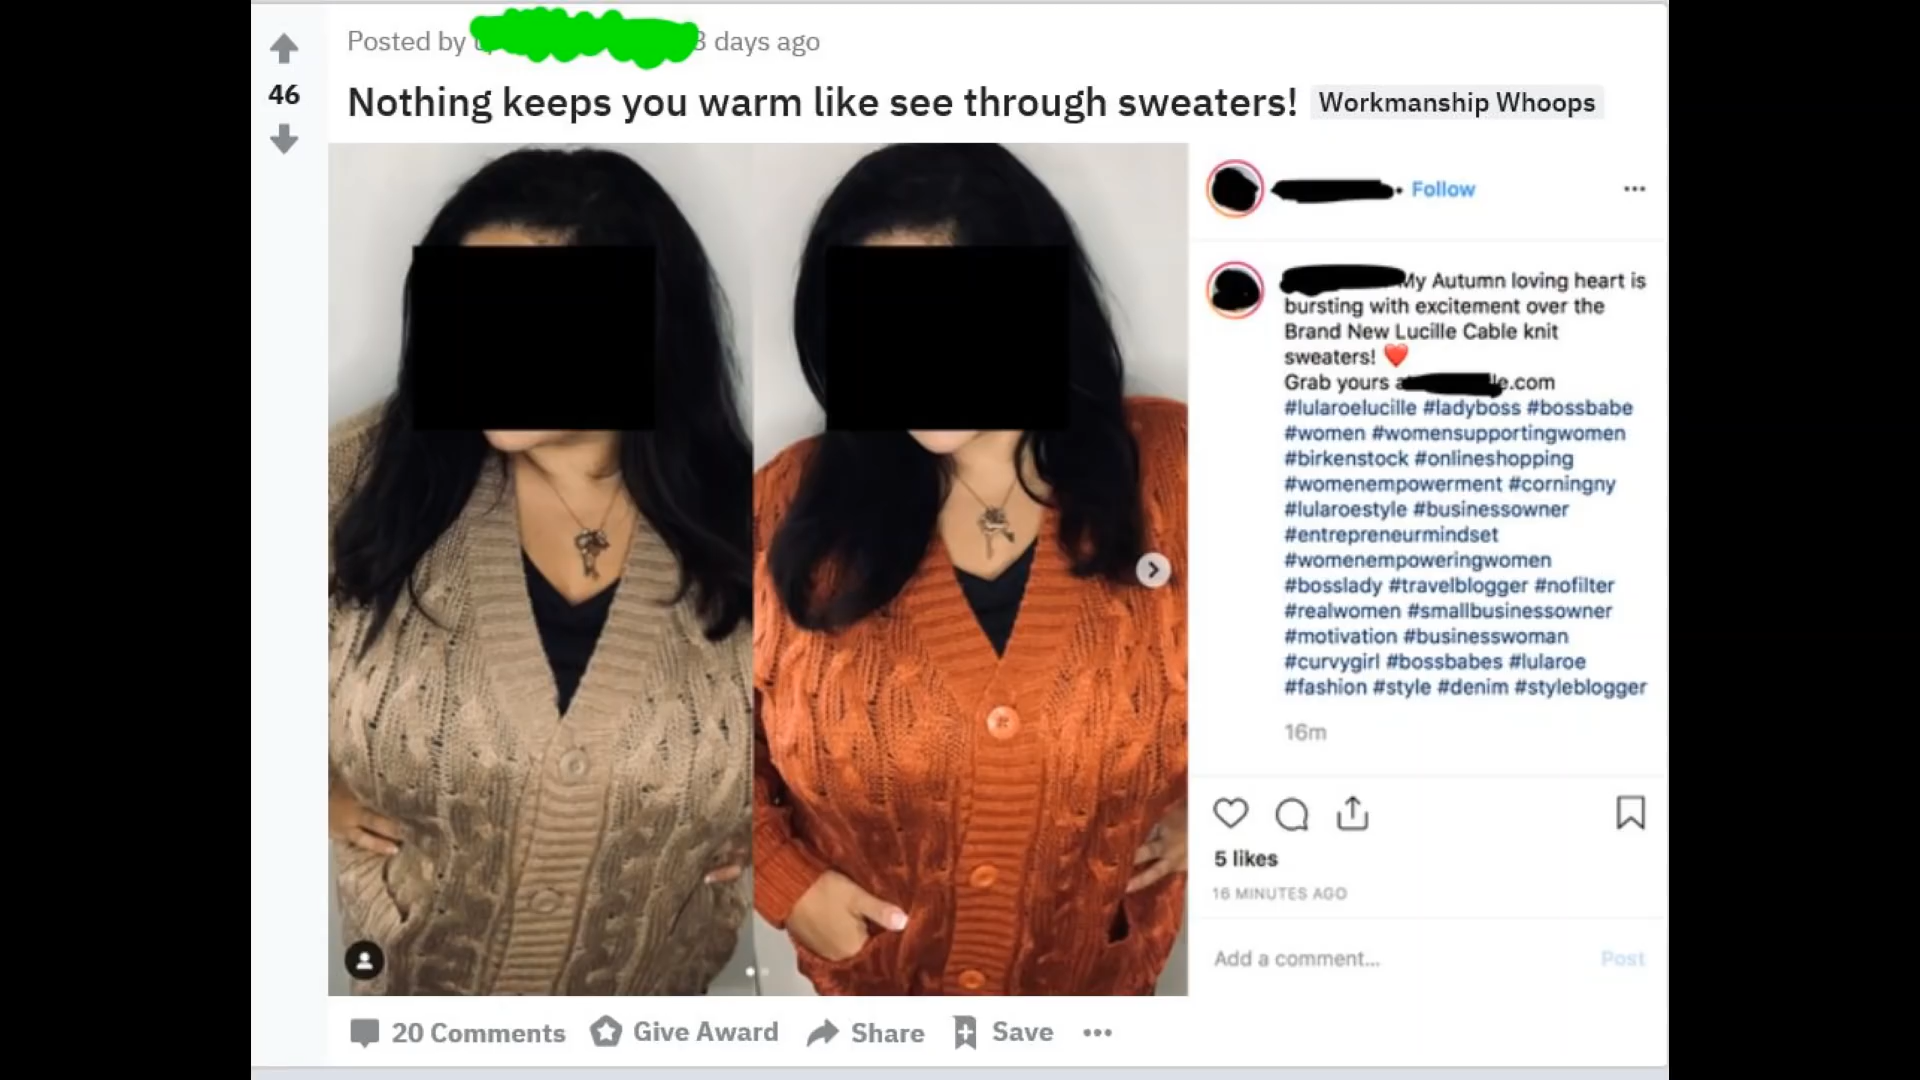 Posted by
3 days ago
46
Nothing keeps you warm like see through sweaters!
Workmanship Whoops
• Follow
My Autumn loving heart is
bursting with excitement over the
Brand New Lucille Cable knit
sweaters! ❤️
Grab yours le.com
#lularoelucille #ladyboss #bossbabe
#women #womensupportingwomen
#birkenstock #onlineshopping
#womenempowerment #corningny
#lularoestyle #businessowner
#entrepreneurmindset
#womenempoweringwomen
#bosslady #travelblogger #nofilter
#realwomen #smallbusinessowner
#motivation #businesswoman
#curvygirl #bossbabes #lularoe
#fashion #style #denim #styleblogger
16m
5 likes
16 MINUTES AGO
Add a comment...
Post
20 Comments
Give Award
Share
Save